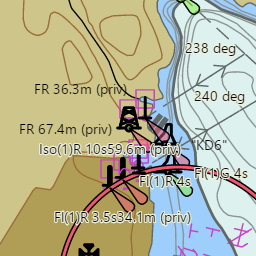 238 deg
FR 36.3m (priv)
240 deg
FR 67.4m (priv)
"KD6"
Iso(1)R 10s59.6m (priv)
Fl(1)G 4s
Fl(1)R 4s
Fl(1)R 3.5s34.1m (priv)